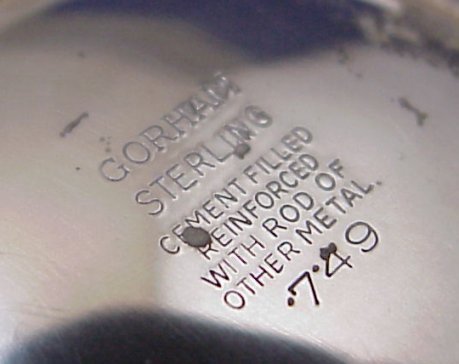 GORHAM
STERLING
CEMENT FILLED
REINFORCED
WITH ROD OF
OTHER METAL.
749